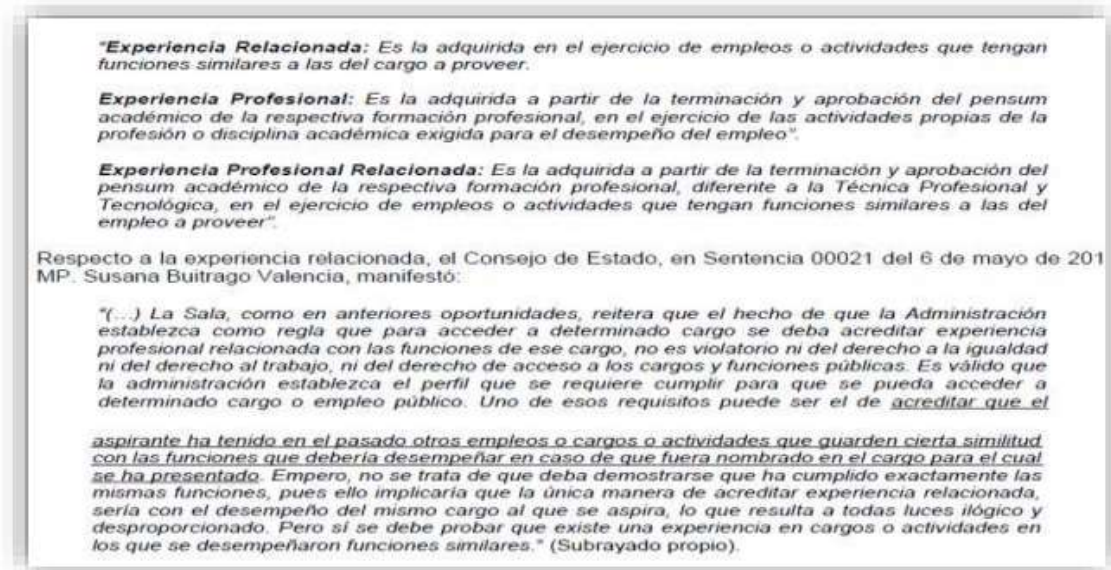 "Experiencia Relacionada: Es la adquirida en el ejercicio de empleos o actividades que tengan
funciones similares a las del cargo a proveer.
Experiencia Profesional: Es la adquirida a partir de la terminación y aprobación del pensum
académico de la respectiva formación profesional, en el ejercicio de las actividades propias de la
profesión o disciplina académica exigida para el desempeño del empleo".
Experiencia Profesional Relacionada: Es la adquirida a partir de la terminación y aprobación del
pensum académico de la respectiva formación profesional, diferente a la Técnica Profesional y
Tecnológica, en el ejercicio de empleos o actividades que tengan funciones similares a las del
empleo a proveer".
Respecto a la experiencia relacionada, el Consejo de Estado, en Sentencia 00021 del 6 de mayo de 201
MP. Susana Buitrago Valencia, manifestó:
"(...) La Sala, como en anteriores oportunidades, reitera que el hecho de que la Administración
establezca como regla que para acceder a determinado cargo se deba acreditar experiencia
profesional relacionada con las funciones de ese cargo, no es violatorio ni del derecho a la igualdad
ni del derecho al trabajo, ni del derecho de acceso a los cargos y funciones públicas. Es válido que
la administración establezca el perfil que se requiere cumplir para que se pueda acceder a
determinado cargo o empleo público. Uno de esos requisitos puede ser el de acreditar que el
aspirante ha tenido en el pasado otros empleos o cargos o actividades que guarden cierta similitud
con las funciones que debería desempeñar en caso de que fuera nombrado en el cargo para el cual
se ha presentado. Empero, no se trata de que deba demostrarse que ha cumplido exactamente las
mismas funciones, pues ello implicaría que la única manera de acreditar experiencia relacionada,
sería con el desempeño del mismo cargo al que se aspira, lo que resulta a todas luces ilógico y
desproporcionado. Pero sí se debe probar que existe una experiencia en cargos o actividades en
los que se desempeñaron funciones similares." (Subrayado propio).